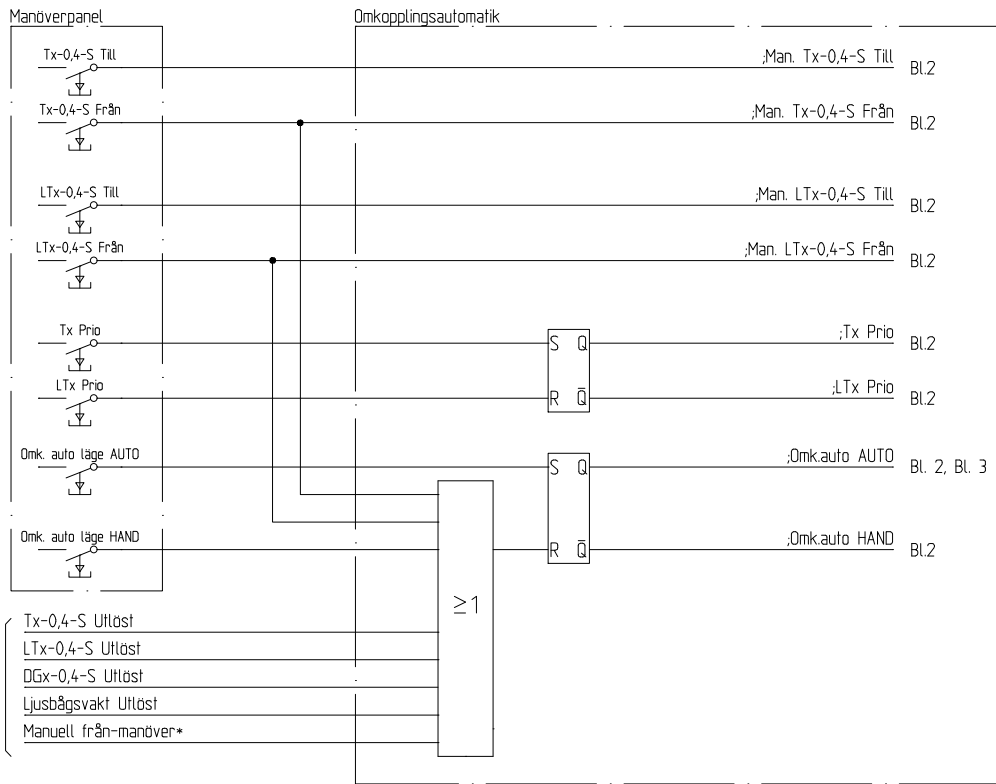 Manöverpanel
Omkopplingsautomatik
Tx-0,4-S Till
;Man. Tx-0,4-S Till
Bl.2
Tx-0,4-S Från
;Man. Tx-0,4-S Från
Bl.2
LTx-0,4-S Till
;Man. LTx-0,4-S Till
Bl.2
LTx-0,4-S Från
;Man. LTx-0,4-S Från
Bl.2
Tx Prio
S Q
;Tx Prio
Bl.2
LTx Prio
R Q̅
;LTx Prio
Bl.2
Omk. auto läge AUTO
S Q
;Omk.auto AUTO
Bl. 2, Bl. 3
Omk. auto läge HAND
R Q̅
;Omk.auto HAND
Bl.2
≥1
Tx-0,4-S Utlöst
LTx-0,4-S Utlöst
DGx-0,4-S Utlöst
Ljusbågsvakt Utlöst
Manuell från-manöver*